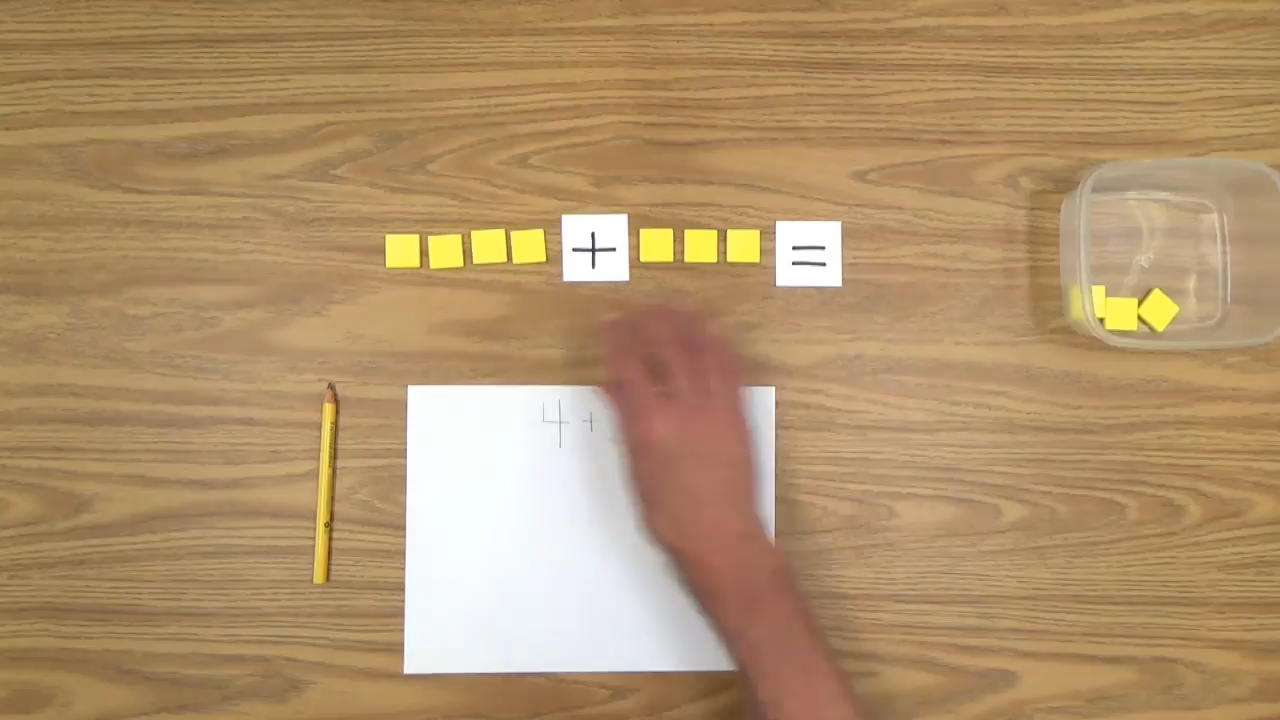 + =
4 +